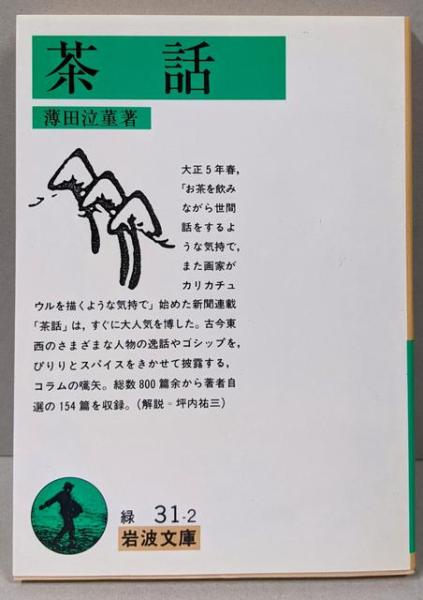 茶話
薄田泣菫著
大正5年春,
「お茶を飲み
ながら世間
話をするよ
うな気持で,
また画家が
カリカチュ
ウルを描くような気持で」始めた新聞連載
「茶話」は,すぐに大人気を博した。古今東
西のさまざまな人物の逸話やゴシップを,
ぴりりとスパイスをきかせて披露する,
コラムの嚆矢。総数800篇余から著者自
選の154篇を収録。(解説=坪内祐三)
緑 31-2
岩波文庫